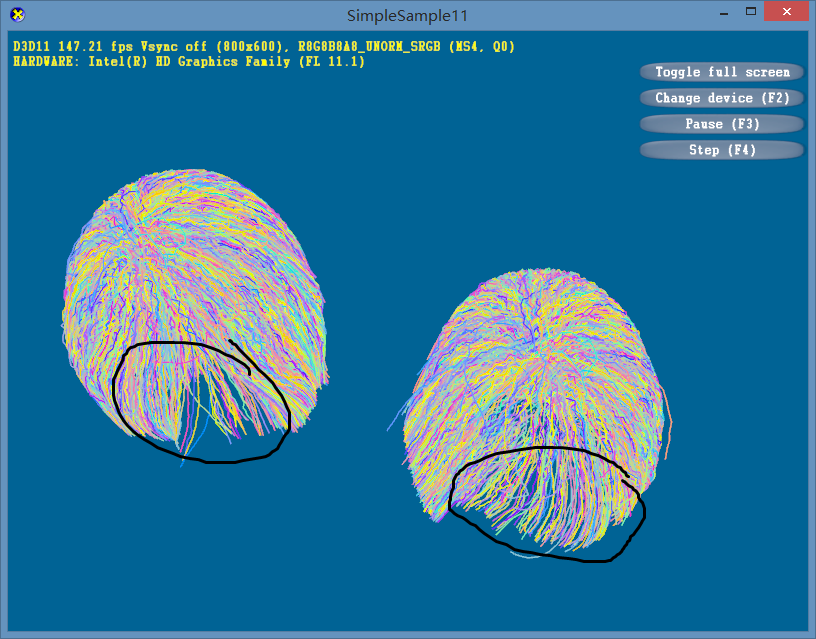 SimpleSample11
D3D11 147.21 fps Vsync off (800x600), R8G8B8A8_UNORM_SRGB (MS4, Q0)
HARDWARE: Intel(R) HD Graphics Family (FL 11.1)
Toggle full screen
Change device (F2)
Pause (F3)
Step (F4)